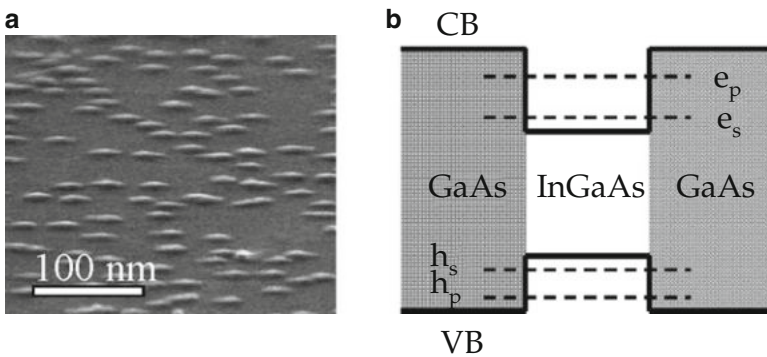 a
100 nm
b
CB
e_p
e_s
GaAs InGaAs GaAs
h_s
h_p
VB